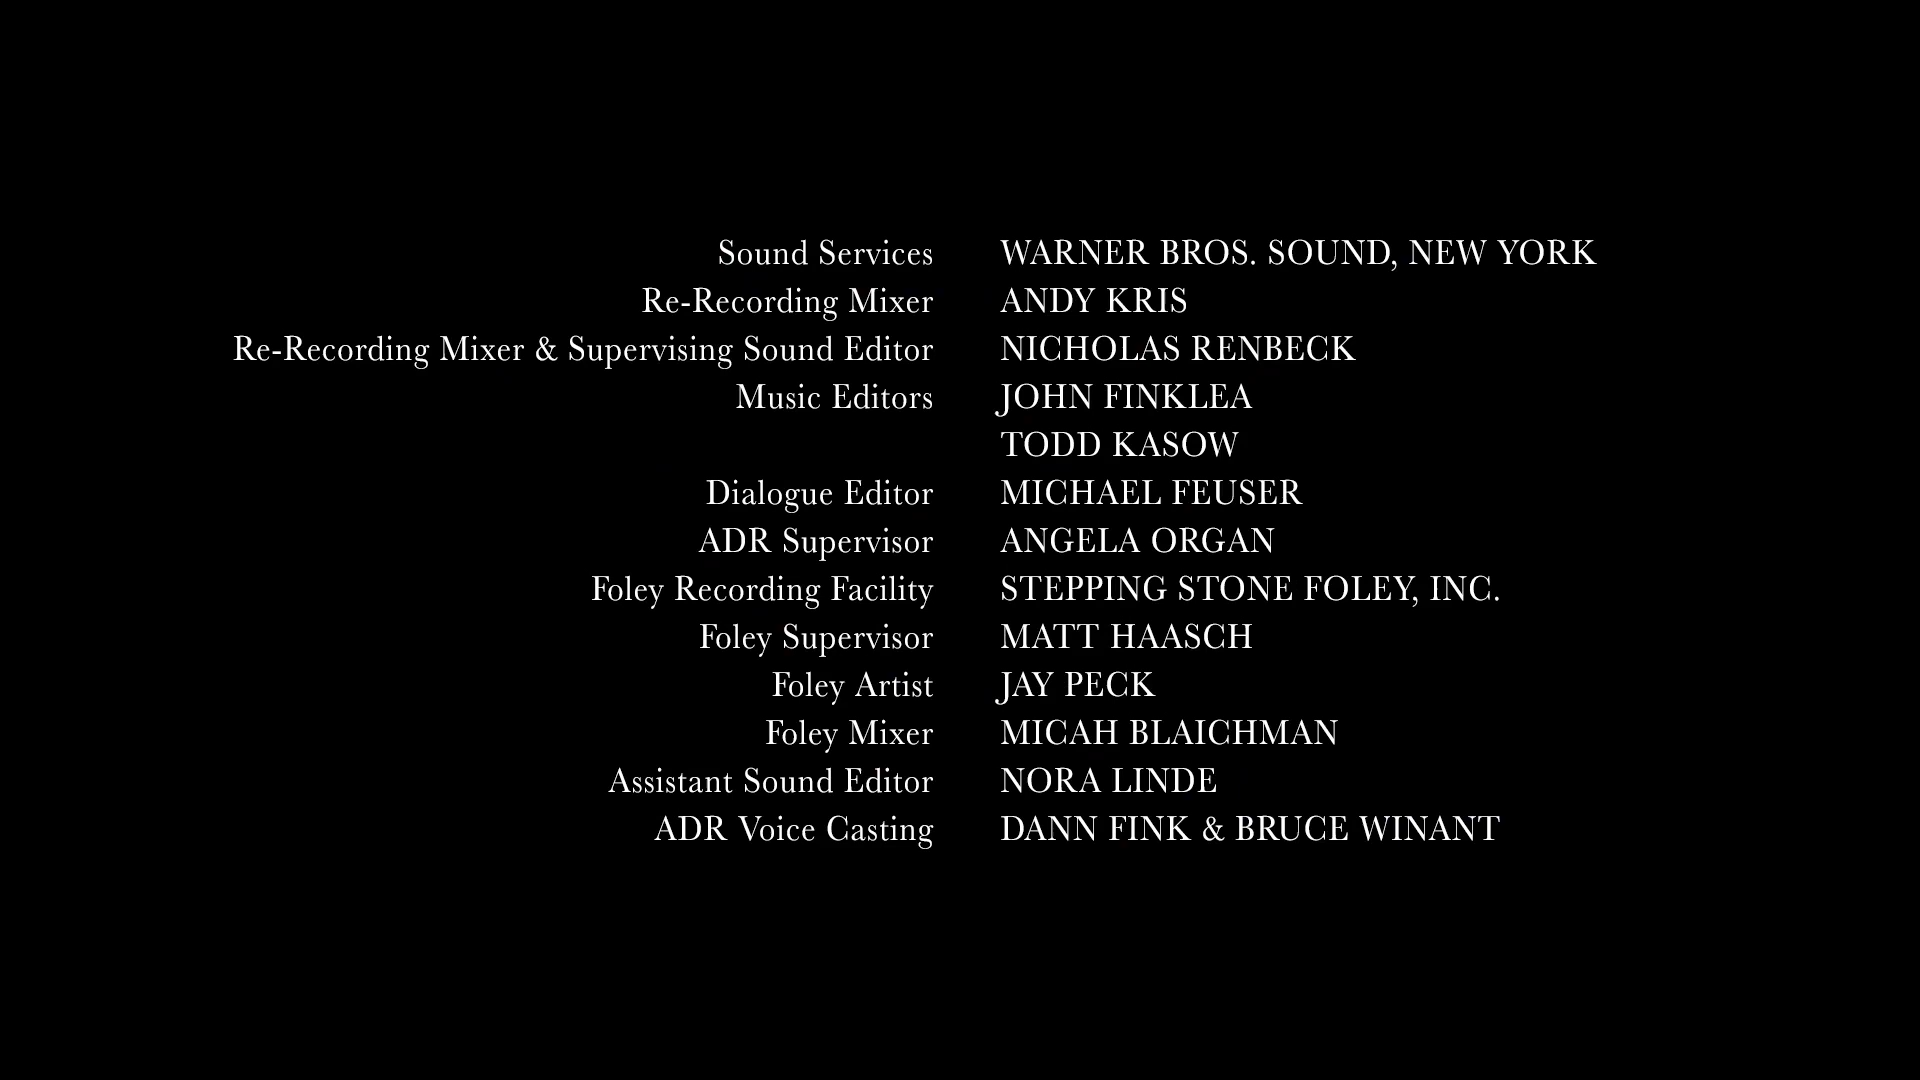 Sound Services WARNER BROS. SOUND, NEW YORK
Re-Recording Mixer ANDY KRIS
Re-Recording Mixer & Supervising Sound Editor NICHOLAS RENBECK
Music Editors JOHN FINKLEA
TODD KASOW
Dialogue Editor MICHAEL FEUSER
ADR Supervisor ANGELA ORGAN
Foley Recording Facility STEPPING STONE FOLEY, INC.
Foley Supervisor MATT HAASCH
Foley Artist JAY PECK
Foley Mixer MICAH BLAICHMAN
Assistant Sound Editor NORA LINDE
ADR Voice Casting DANN FINK & BRUCE WINANT